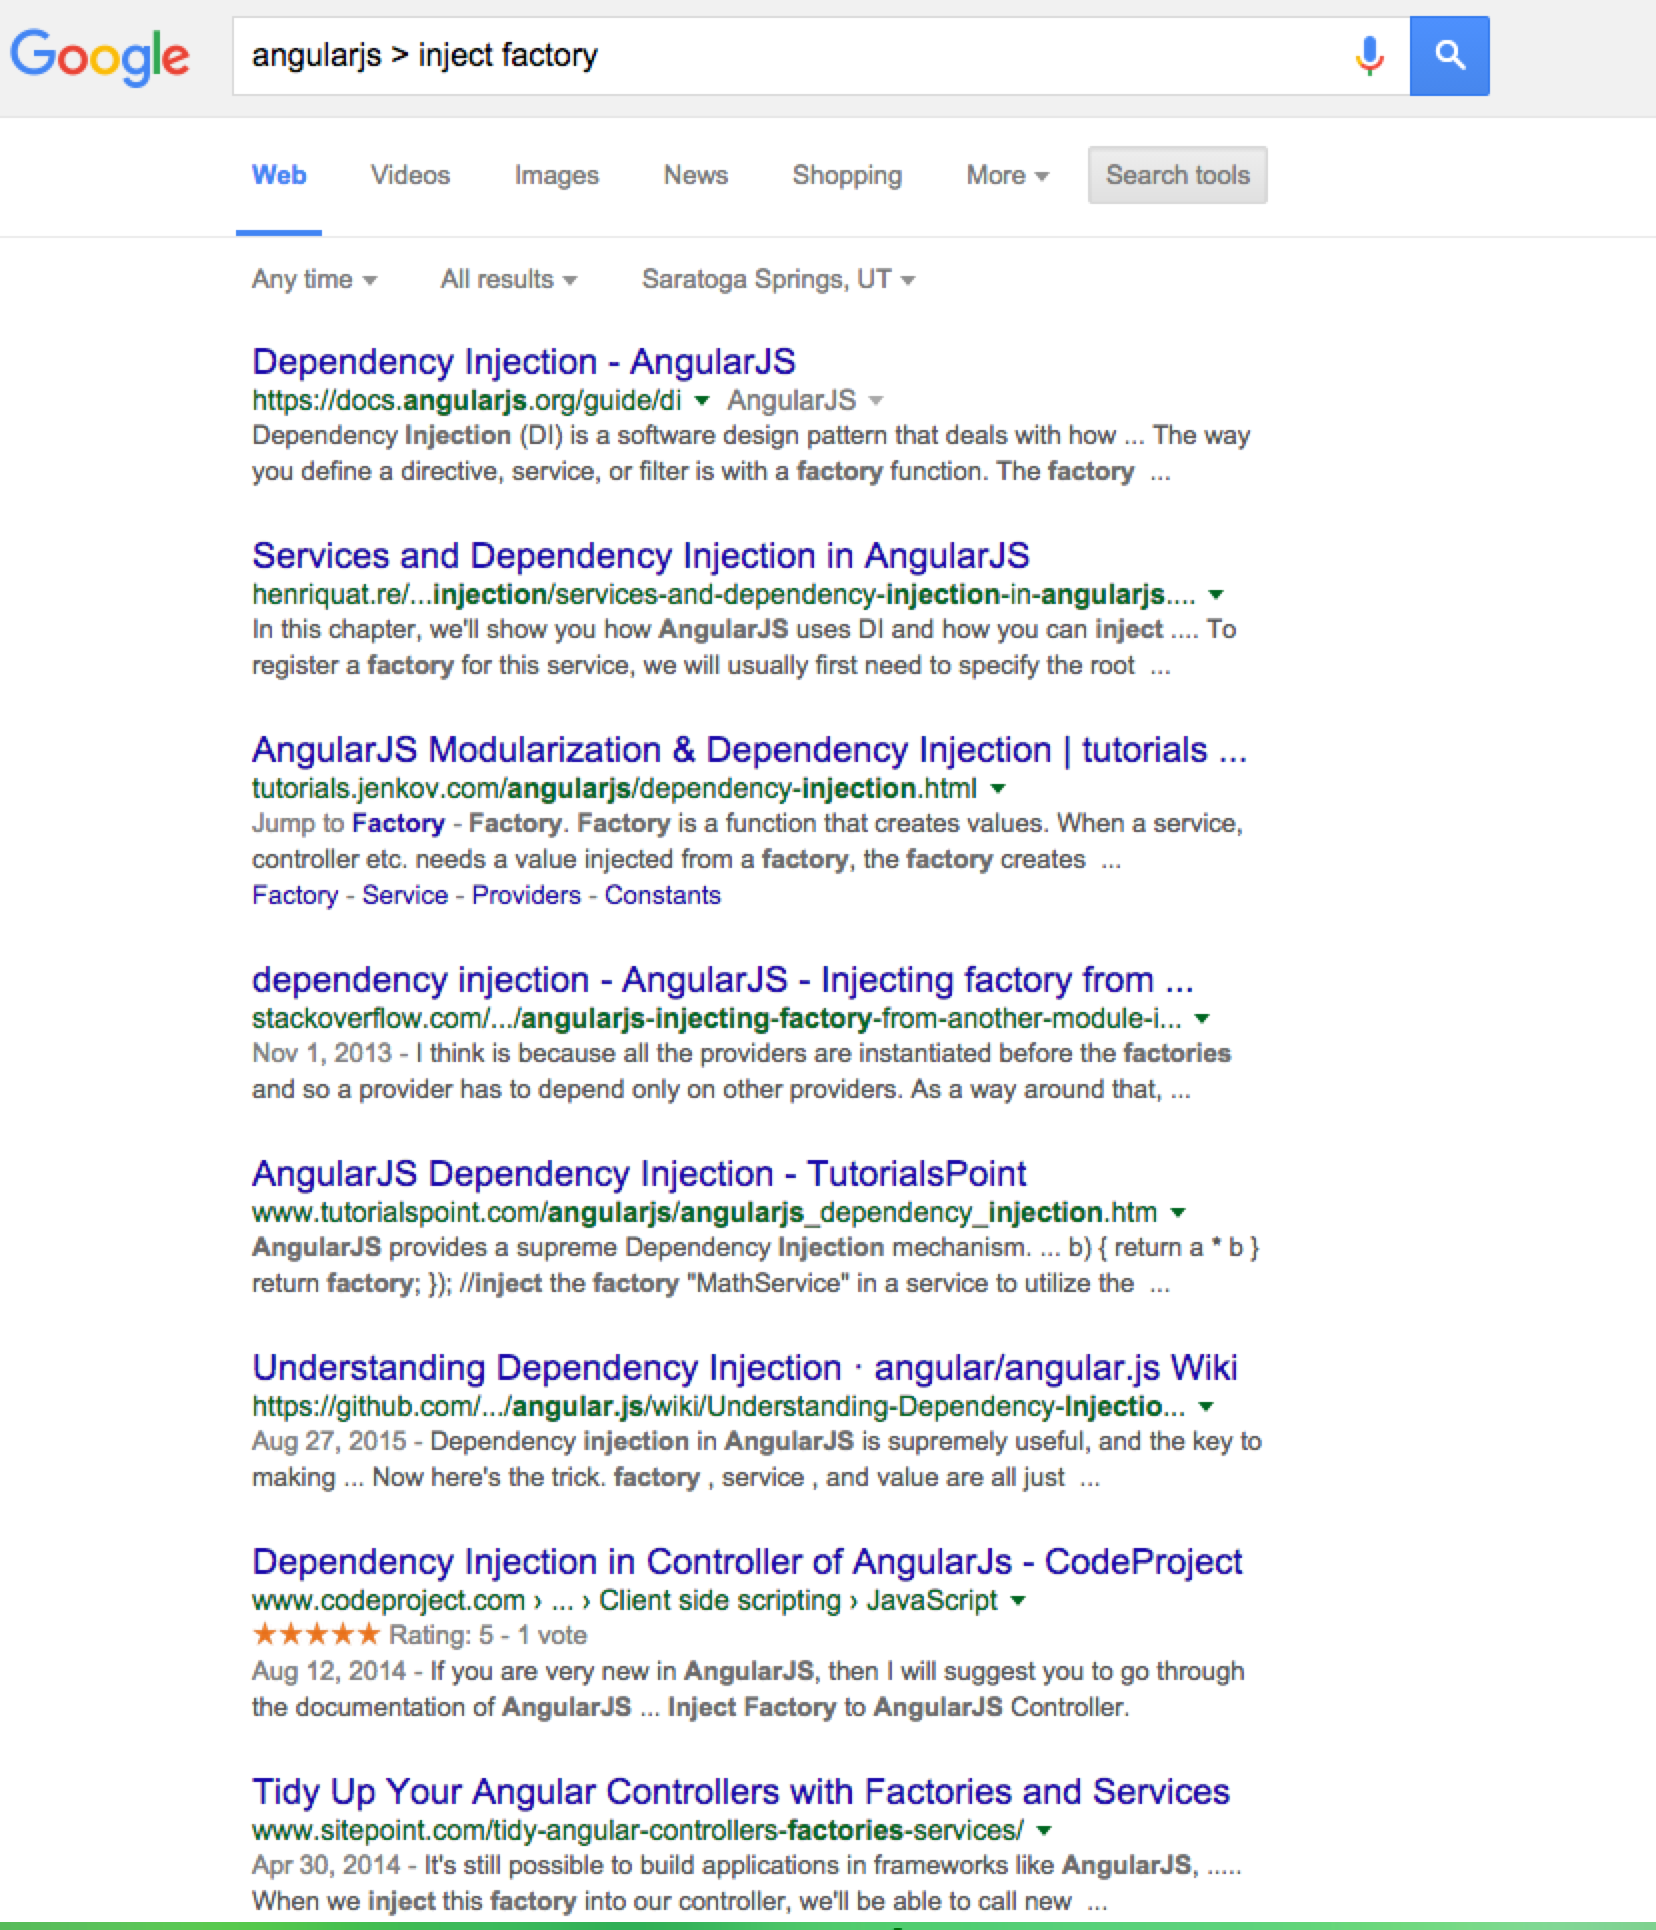 Google
angularjs > inject factory
Web Videos Images News Shopping More Search tools
Any time All results Saratoga Springs, UT
Dependency Injection - AngularJS
https://docs.angularjs.org/guide/di AngularJS
Dependency Injection (DI) is a software design pattern that deals with how ... The way
you define a directive, service, or filter is with a factory function. The factory ...
Services and Dependency Injection in AngularJS
henriquat.re/...injection/services-and-dependency-injection-in-angularjs....
In this chapter, we'll show you how AngularJS uses DI and how you can inject .... To
register a factory for this service, we will usually first need to specify the root ...
AngularJS Modularization & Dependency Injection | tutorials ...
tutorials.jenkov.com/angularjs/dependency-injection.html
Jump to Factory - Factory. Factory is a function that creates values. When a service,
controller etc. needs a value injected from a factory, the factory creates ...
Factory - Service - Providers - Constants
dependency injection - AngularJS - Injecting factory from ...
stackoverflow.com/.../angularjs-injecting-factory-from-another-module-i...
Nov 1, 2013 - I think is because all the providers are instantiated before the factories
and so a provider has to depend only on other providers. As a way around that, ...
AngularJS Dependency Injection - TutorialsPoint
www.tutorialspoint.com/angularjs/angularjs_dependency_injection.htm
AngularJS provides a supreme Dependency Injection mechanism. ... b) { return a * b }
return factory; }); //inject the factory "MathService" in a service to utilize the ...
Understanding Dependency Injection · angular/angular.js Wiki
https://github.com/.../angular.js/wiki/Understanding-Dependency-Injectio...
Aug 27, 2015 - Dependency injection in AngularJS is supremely useful, and the key to
making ... Now here's the trick. factory , service , and value are all just ...
Dependency Injection in Controller of AngularJs - CodeProject
www.codeproject.com › ... › Client side scripting › JavaScript
★★★★★ Rating: 5 - 1 vote
Aug 12, 2014 - If you are very new in AngularJS, then I will suggest you to go through
the documentation of AngularJS ... Inject Factory to AngularJS Controller.
Tidy Up Your Angular Controllers with Factories and Services
www.sitepoint.com/tidy-angular-controllers-factories-services/
Apr 30, 2014 - It's still possible to build applications in frameworks like AngularJS, .....
When we inject this factory into our controller, we'll be able to call new ...